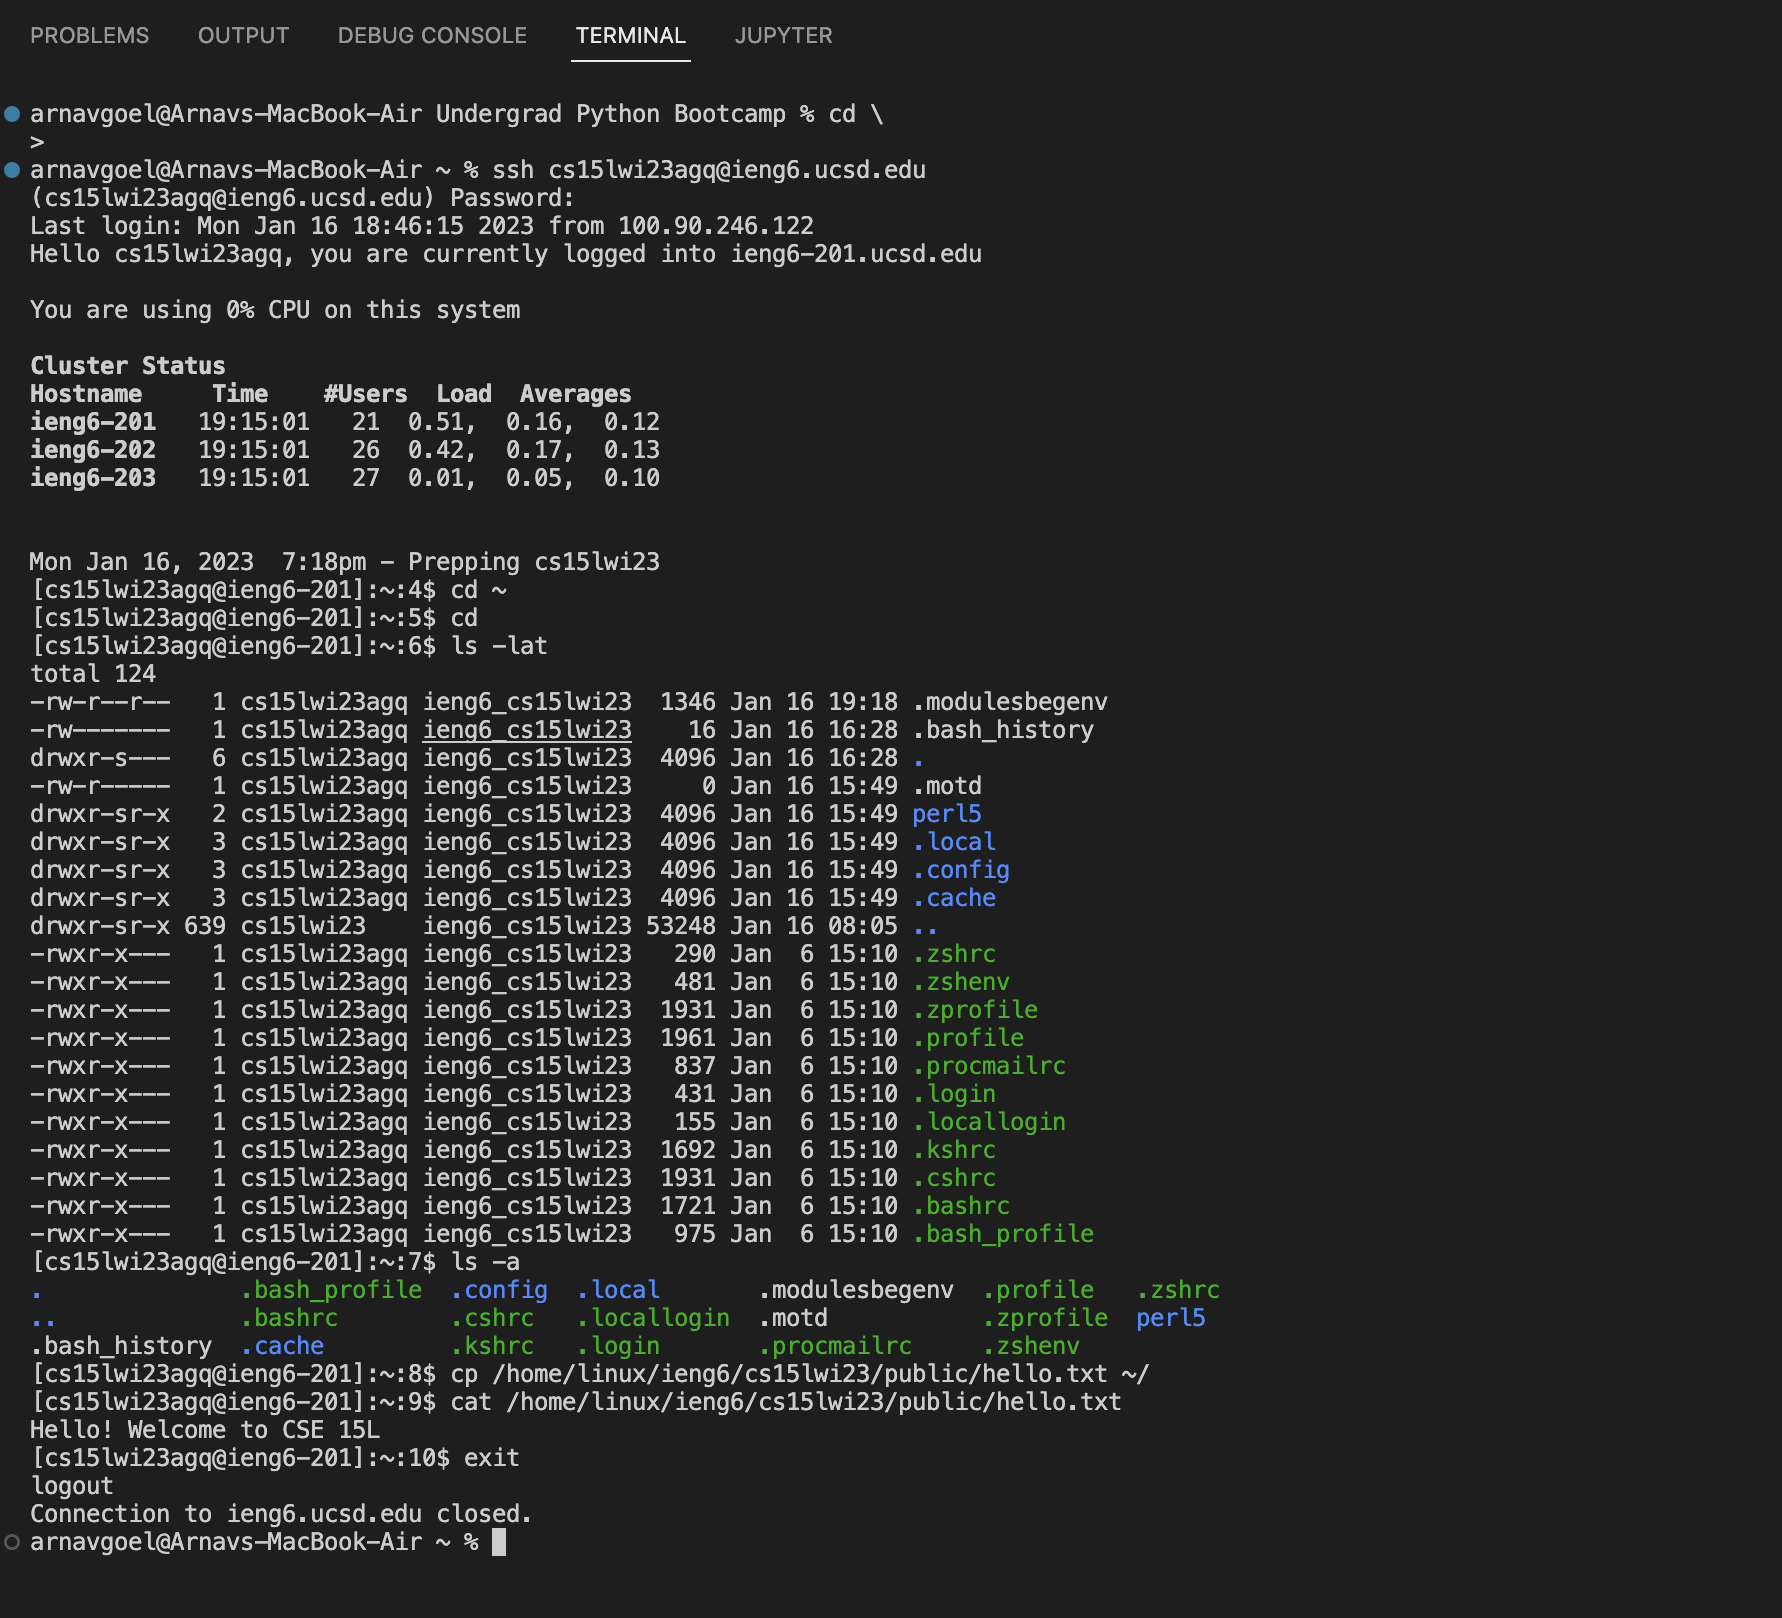 PROBLEMS OUTPUT DEBUG CONSOLE TERMINAL JUPYTER
arnavgoel@Arnavs-MacBook-Air Undergrad Python Bootcamp % cd \
>
arnavgoel@Arnavs-MacBook-Air ~ % ssh cs15lwi23agq@ieng6.ucsd.edu
(cs15lwi23agq@ieng6.ucsd.edu) Password:
Last login: Mon Jan 16 18:46:15 2023 from 100.90.246.122
Hello cs15lwi23agq, you are currently logged into ieng6-201.ucsd.edu
You are using 0% CPU on this system
Cluster Status
Hostname     Time    #Users  Load  Averages
ieng6-201   19:15:01   21  0.51,  0.16,  0.12
ieng6-202   19:15:01   26  0.42,  0.17,  0.13
ieng6-203   19:15:01   27  0.01,  0.05,  0.10
Mon Jan 16, 2023  7:18pm - Prepping cs15lwi23
[cs15lwi23agq@ieng6-201]:~:4$ cd ~
[cs15lwi23agq@ieng6-201]:~:5$ cd
[cs15lwi23agq@ieng6-201]:~:6$ ls -lat
total 124
-rw-r--r--   1 cs15lwi23agq ieng6_cs15lwi23  1346 Jan 16 19:18 .modulesbegenv
-rw-------   1 cs15lwi23agq ieng6_cs15lwi23    16 Jan 16 16:28 .bash_history
drwxr-s---   6 cs15lwi23agq ieng6_cs15lwi23  4096 Jan 16 16:28 .
-rw-r-----   1 cs15lwi23agq ieng6_cs15lwi23     0 Jan 16 15:49 .motd
drwxr-sr-x   2 cs15lwi23agq ieng6_cs15lwi23  4096 Jan 16 15:49 perl5
drwxr-sr-x   3 cs15lwi23agq ieng6_cs15lwi23  4096 Jan 16 15:49 .local
drwxr-sr-x   3 cs15lwi23agq ieng6_cs15lwi23  4096 Jan 16 15:49 .config
drwxr-sr-x   3 cs15lwi23agq ieng6_cs15lwi23  4096 Jan 16 15:49 .cache
drwxr-sr-x 639 cs15lwi23    ieng6_cs15lwi23 53248 Jan 16 08:05 ..
-rwxr-x---   1 cs15lwi23agq ieng6_cs15lwi23   290 Jan  6 15:10 .zshrc
-rwxr-x---   1 cs15lwi23agq ieng6_cs15lwi23   481 Jan  6 15:10 .zshenv
-rwxr-x---   1 cs15lwi23agq ieng6_cs15lwi23  1931 Jan  6 15:10 .zprofile
-rwxr-x---   1 cs15lwi23agq ieng6_cs15lwi23  1961 Jan  6 15:10 .profile
-rwxr-x---   1 cs15lwi23agq ieng6_cs15lwi23   837 Jan  6 15:10 .procmailrc
-rwxr-x---   1 cs15lwi23agq ieng6_cs15lwi23   431 Jan  6 15:10 .login
-rwxr-x---   1 cs15lwi23agq ieng6_cs15lwi23   155 Jan  6 15:10 .locallogin
-rwxr-x---   1 cs15lwi23agq ieng6_cs15lwi23  1692 Jan  6 15:10 .kshrc
-rwxr-x---   1 cs15lwi23agq ieng6_cs15lwi23  1931 Jan  6 15:10 .cshrc
-rwxr-x---   1 cs15lwi23agq ieng6_cs15lwi23  1721 Jan  6 15:10 .bashrc
-rwxr-x---   1 cs15lwi23agq ieng6_cs15lwi23   975 Jan  6 15:10 .bash_profile
[cs15lwi23agq@ieng6-201]:~:7$ ls -a
.              .bash_profile  .config  .local       .modulesbegenv  .profile   .zshrc
..             .bashrc        .cshrc   .locallogin  .motd           .zprofile  perl5
.bash_history  .cache         .kshrc   .login       .procmailrc     .zshenv
[cs15lwi23agq@ieng6-201]:~:8$ cp /home/linux/ieng6/cs15lwi23/public/hello.txt ~/
[cs15lwi23agq@ieng6-201]:~:9$ cat /home/linux/ieng6/cs15lwi23/public/hello.txt
Hello! Welcome to CSE 15L
[cs15lwi23agq@ieng6-201]:~:10$ exit
logout
Connection to ieng6.ucsd.edu closed.
arnavgoel@Arnavs-MacBook-Air ~ %